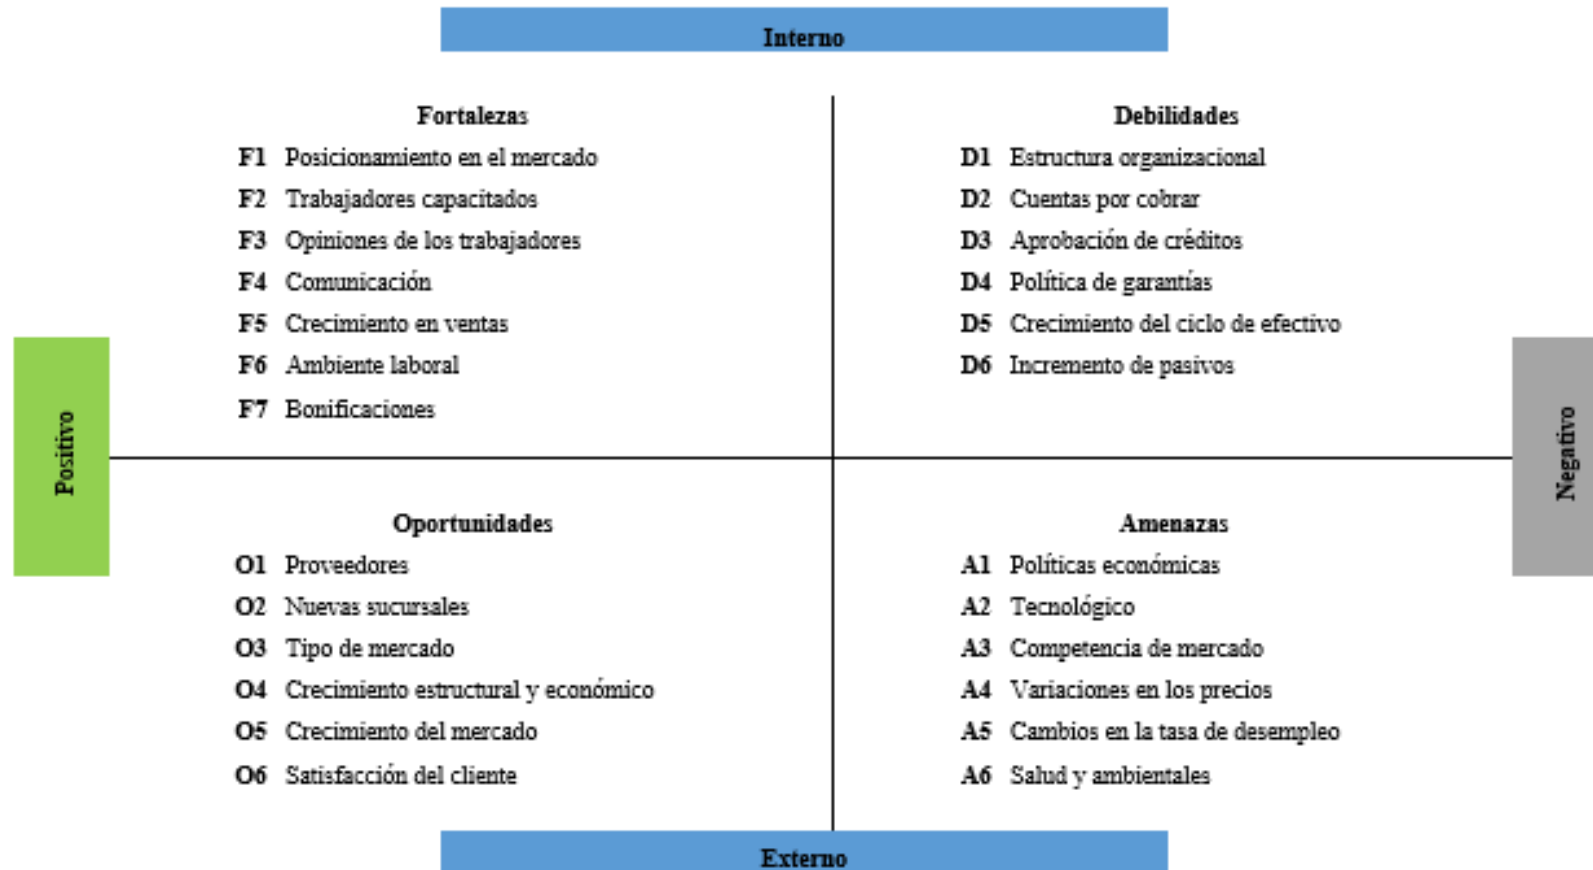 Interno
Fortalezas
F1 Posicionamiento en el mercado
F2 Trabajadores capacitados
F3 Opiniones de los trabajadores
F4 Comunicación
F5 Crecimiento en ventas
F6 Ambiente laboral
F7 Bonificaciones
Debilidades
D1 Estructura organizacional
D2 Cuentas por cobrar
D3 Aprobación de créditos
D4 Política de garantías
D5 Crecimiento del ciclo de efectivo
D6 Incremento de pasivos
Positivo
Negativo
Oportunidades
O1 Proveedores
O2 Nuevas sucursales
O3 Tipo de mercado
O4 Crecimiento estructural y económico
O5 Crecimiento del mercado
O6 Satisfacción del cliente
Amenazas
A1 Políticas económicas
A2 Tecnológico
A3 Competencia de mercado
A4 Variaciones en los precios
A5 Cambios en la tasa de desempleo
A6 Salud y ambientales
Externo